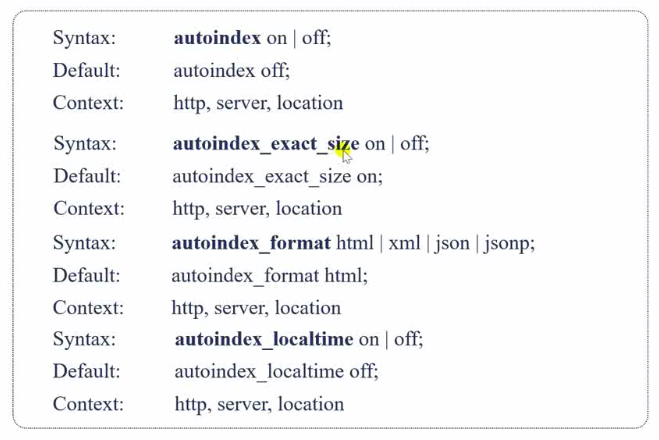 Syntax: autoindex on | off;
Default: autoindex off;
Context: http, server, location
Syntax: autoindex_exact_size on | off;
Default: autoindex_exact_size on;
Context: http, server, location
Syntax: autoindex_format html | xml | json | jsonp;
Default: autoindex_format html;
Context: http, server, location
Syntax: autoindex_localtime on | off;
Default: autoindex_localtime off;
Context: http, server, location